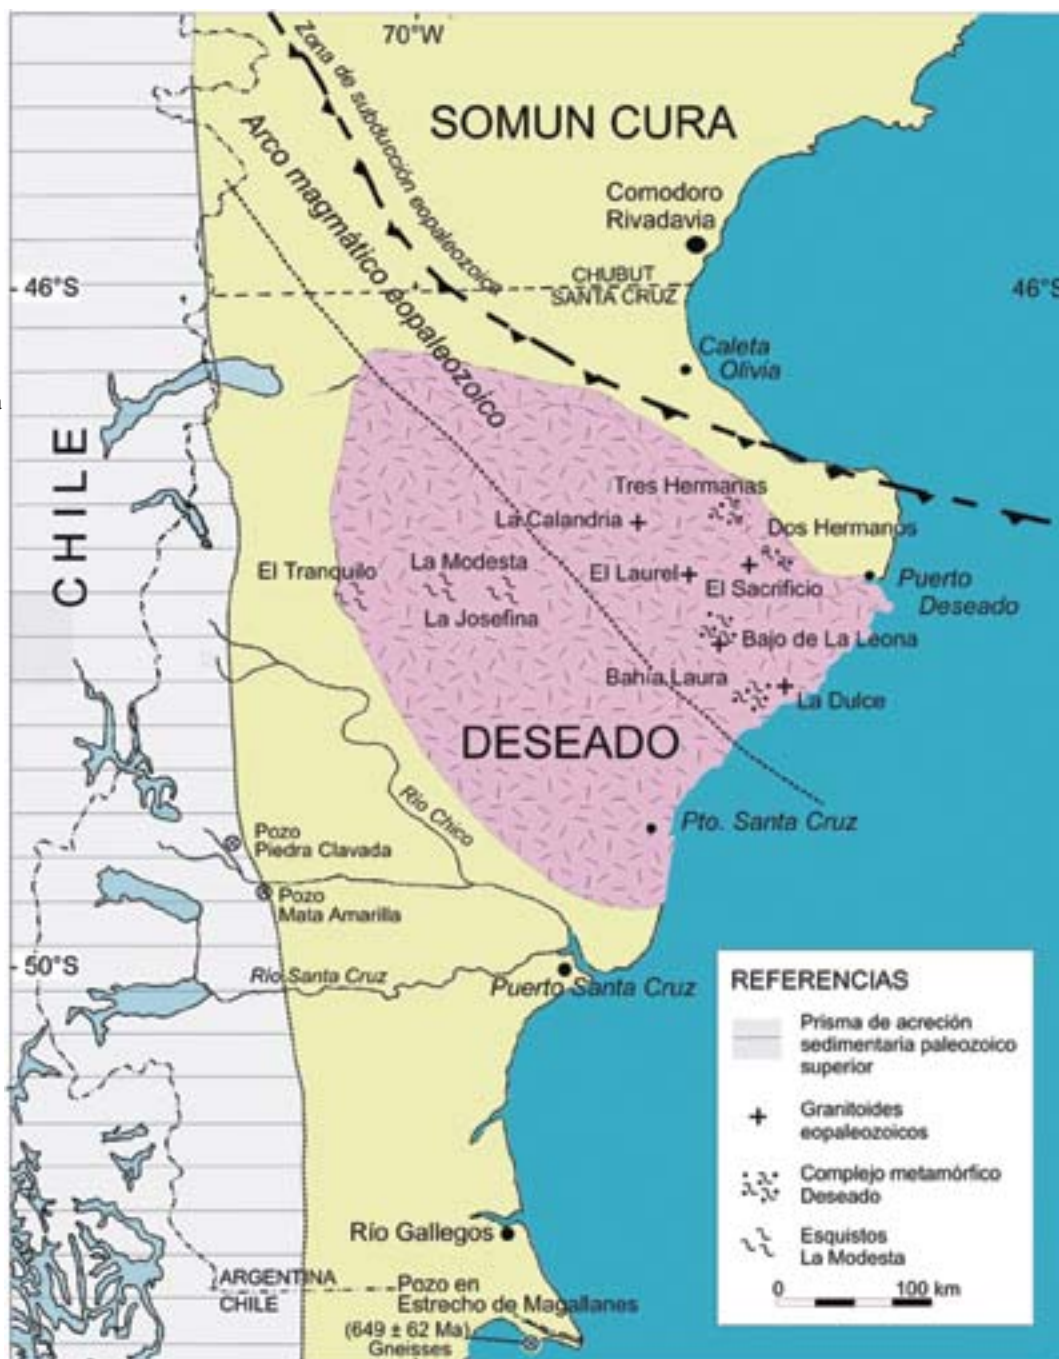 70°W
Zona de subducción eopaleozoica
SOMUN CURA
Arco magmático eopaleozoico
Comodoro
Rivadavia
46°S
CHUBUT
SANTA CRUZ
46°S
Caleta
Olivia
CHILE
Tres Hermanas
La Calandria
Dos Hermanos
El Tranquilo
La Modesta
El Laurel
El Sacrificio
Puerto
Deseado
La Josefina
Bajo de La Leona
Bahía Laura
La Dulce
DESEADO
Río Chico
Pto. Santa Cruz
Pozo
Piedra Clavada
Pozo
Mata Amarilla
50°S
Río Santa Cruz
Puerto Santa Cruz
REFERENCIAS
Prisma de acreción
sedimentaria paleozoico
superior
Granitoides
eopaleozoicos
Complejo metamórfico
Deseado
Esquistos
La Modesta
0 100 km
Río Gallegos
ARGENTINA
CHILE
Pozo en
Estrecho de Magallanes
(649 ± 62 Ma)
Gneisses